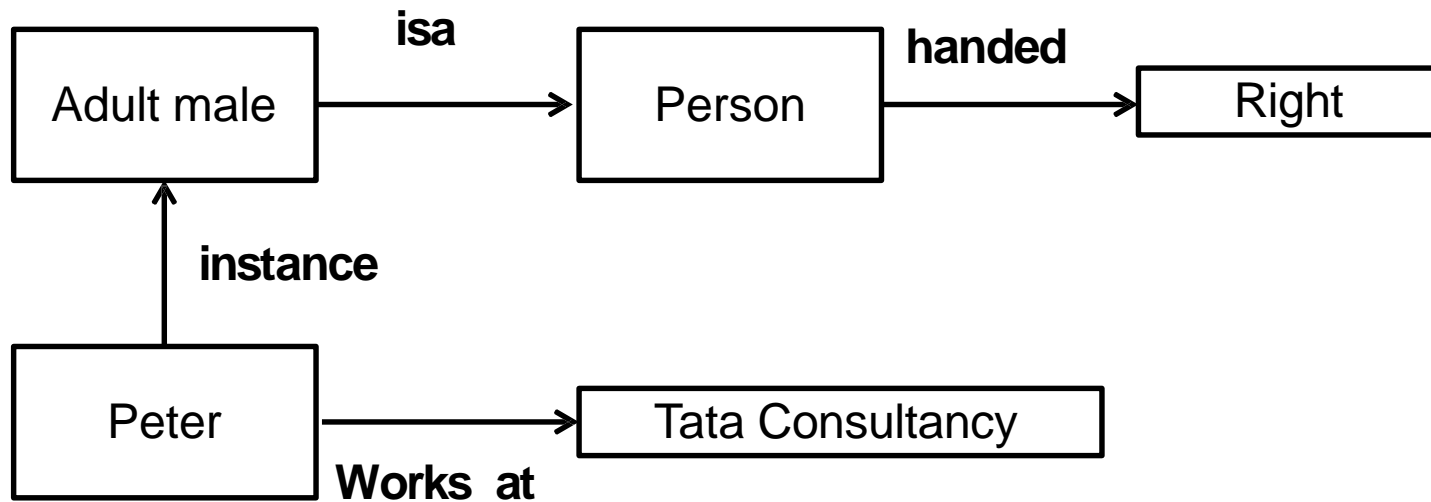 isa
handed
Adult male
Person
Right
instance
Peter
Tata Consultancy
Works at